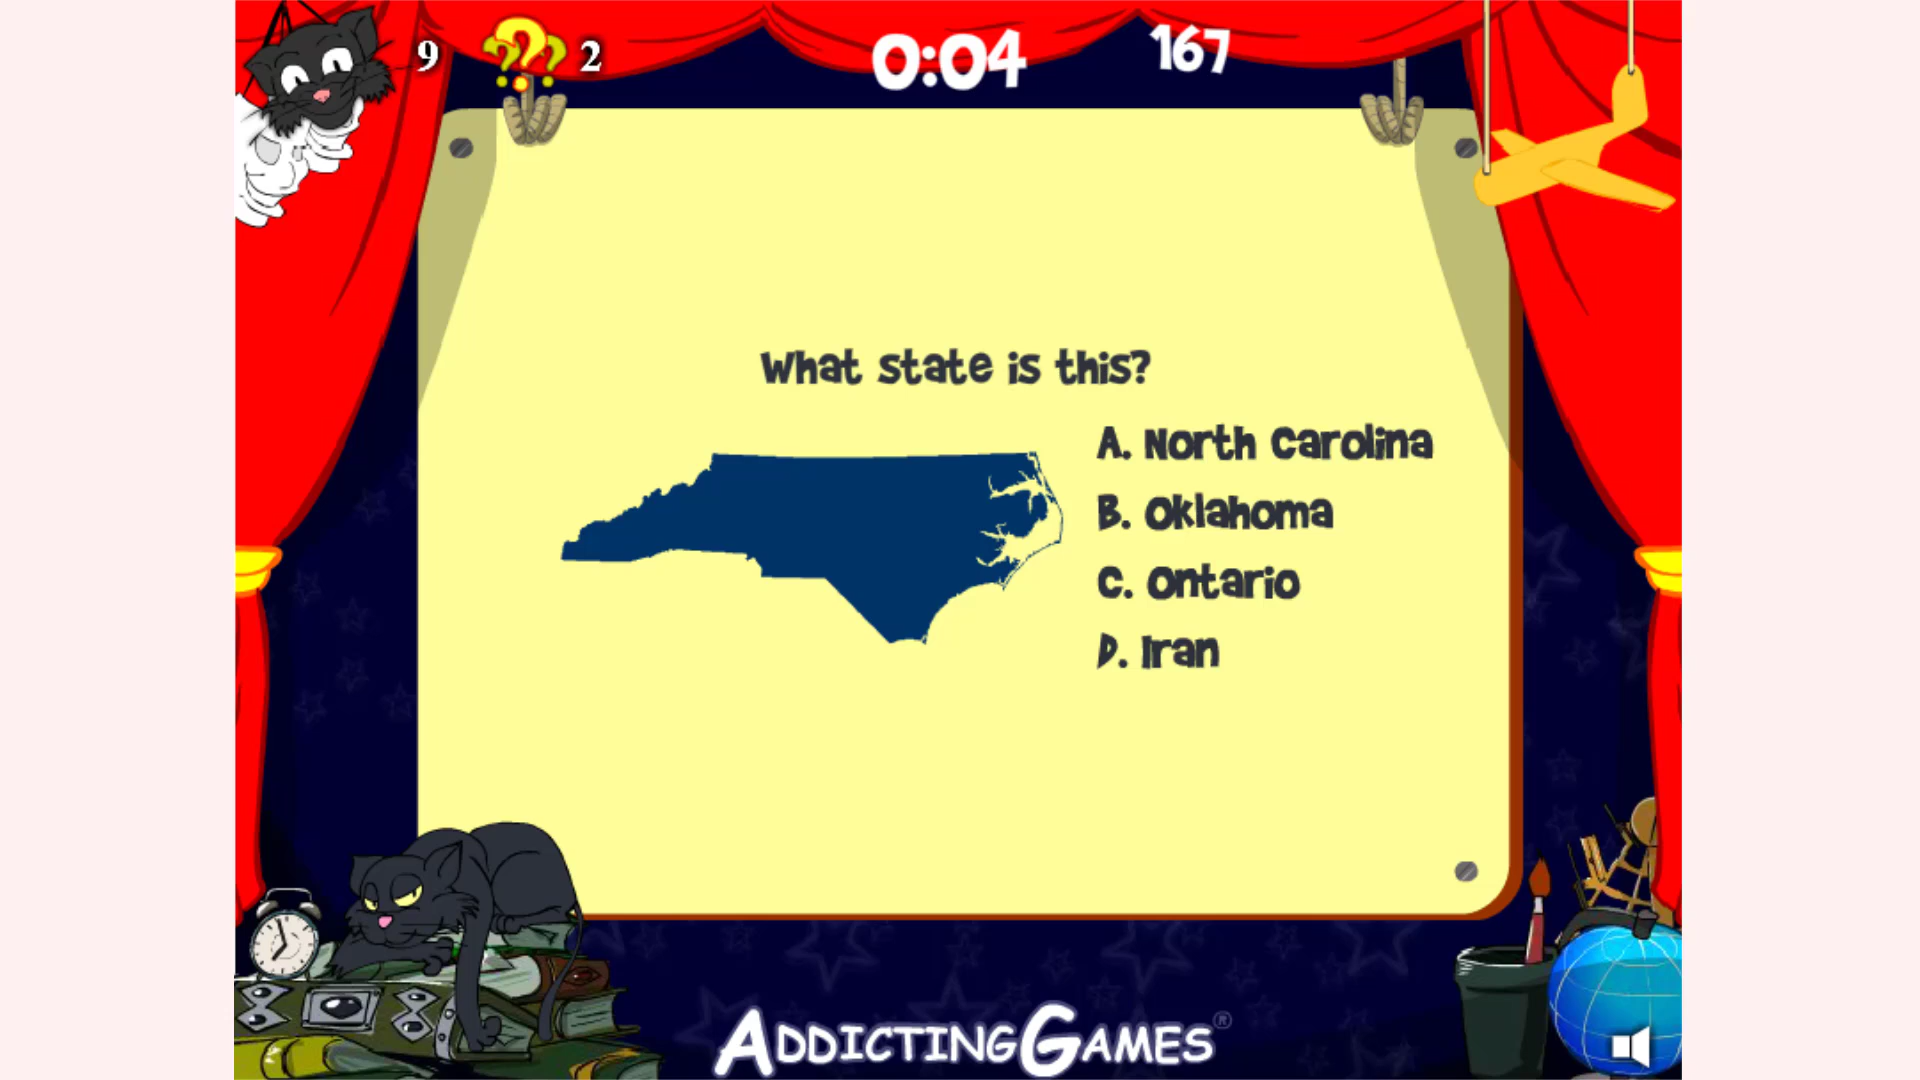 9 ??? 2 0:04 167
What state is this?
A. North Carolina
B. Oklahoma
C. Ontario
D. Iran
ADDICTINGGAMES®